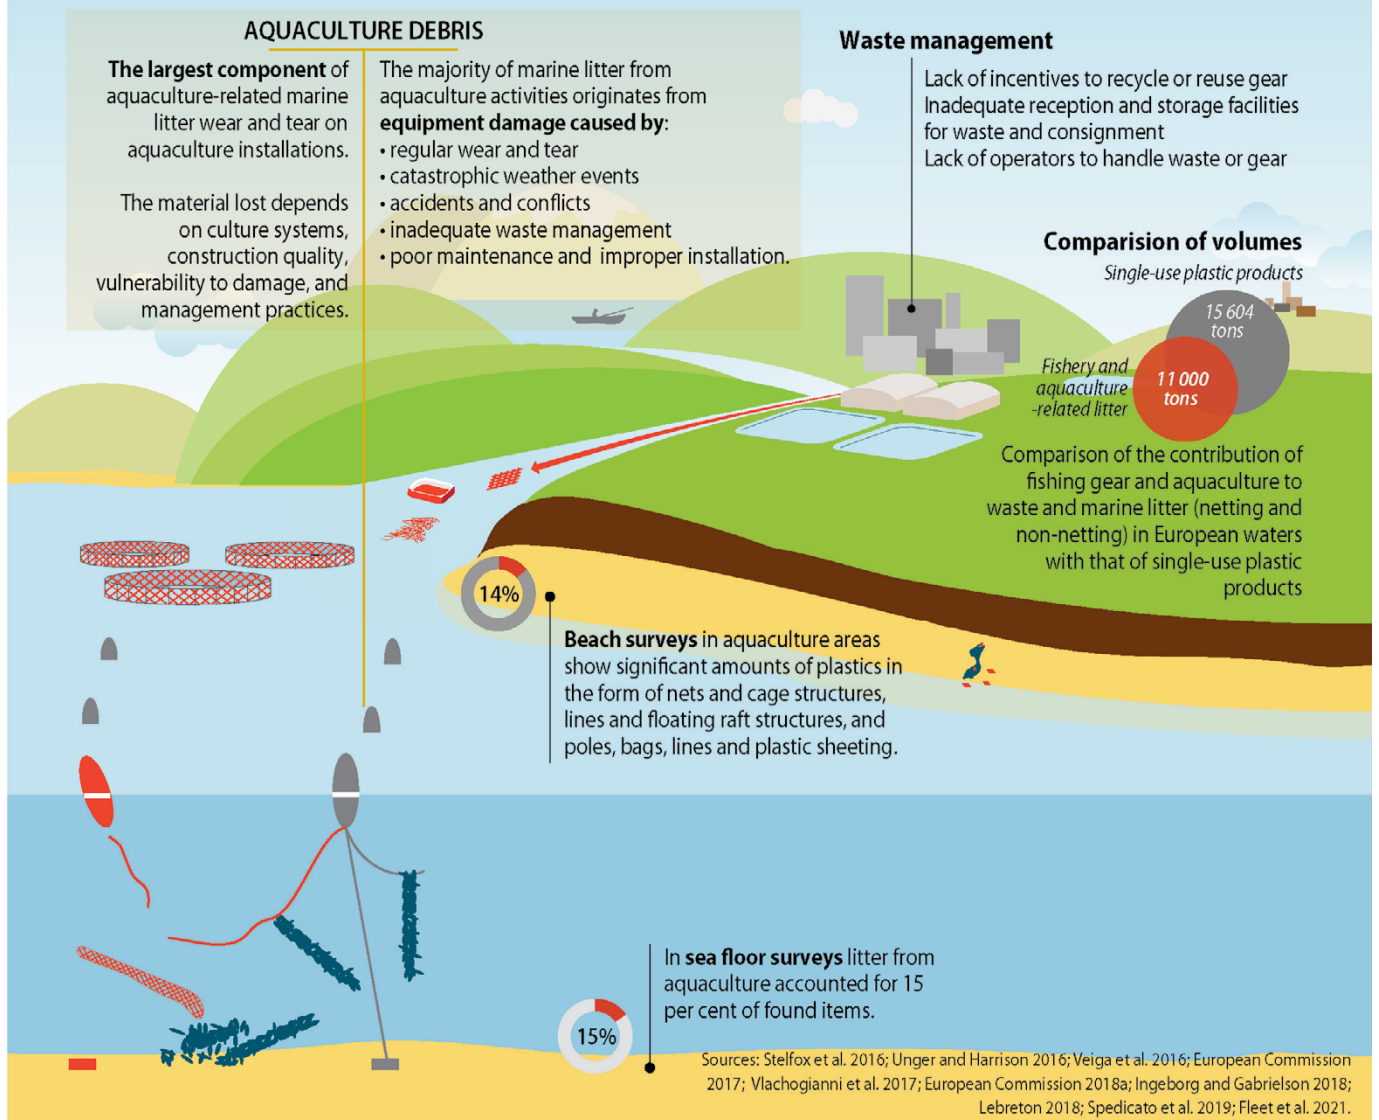 AQUACULTURE DEBRIS
The largest component of
aquaculture-related marine
litter wear and tear on
aquaculture installations.
The material lost depends
on culture systems,
construction quality,
vulnerability to damage, and
management practices.
The majority of marine litter from
aquaculture activities originates from
equipment damage caused by:
• regular wear and tear
• catastrophic weather events
• accidents and conflicts
• inadequate waste management
• poor maintenance and improper installation.
Waste management
Lack of incentives to recycle or reuse gear
Inadequate reception and storage facilities
for waste and consignment
Lack of operators to handle waste or gear
Comparision of volumes
Single-use plastic products
15 604
tons
Fishery and
aquaculture
-related litter
11 000
tons
Comparison of the contribution of
fishing gear and aquaculture to
waste and marine litter (netting and
non-netting) in European waters
with that of single-use plastic
products
14%
Beach surveys in aquaculture areas
show significant amounts of plastics in
the form of nets and cage structures,
lines and floating raft structures, and
poles, bags, lines and plastic sheeting.
In sea floor surveys litter from
aquaculture accounted for 15
per cent of found items.
15%
Sources: Stelfox et al. 2016; Unger and Harrison 2016; Veiga et al. 2016; European Commission
2017; Vlachogianni et al. 2017; European Commission 2018a; Ingeborg and Gabrielson 2018;
Lebreton 2018; Spedicato et al. 2019; Fleet et al. 2021.